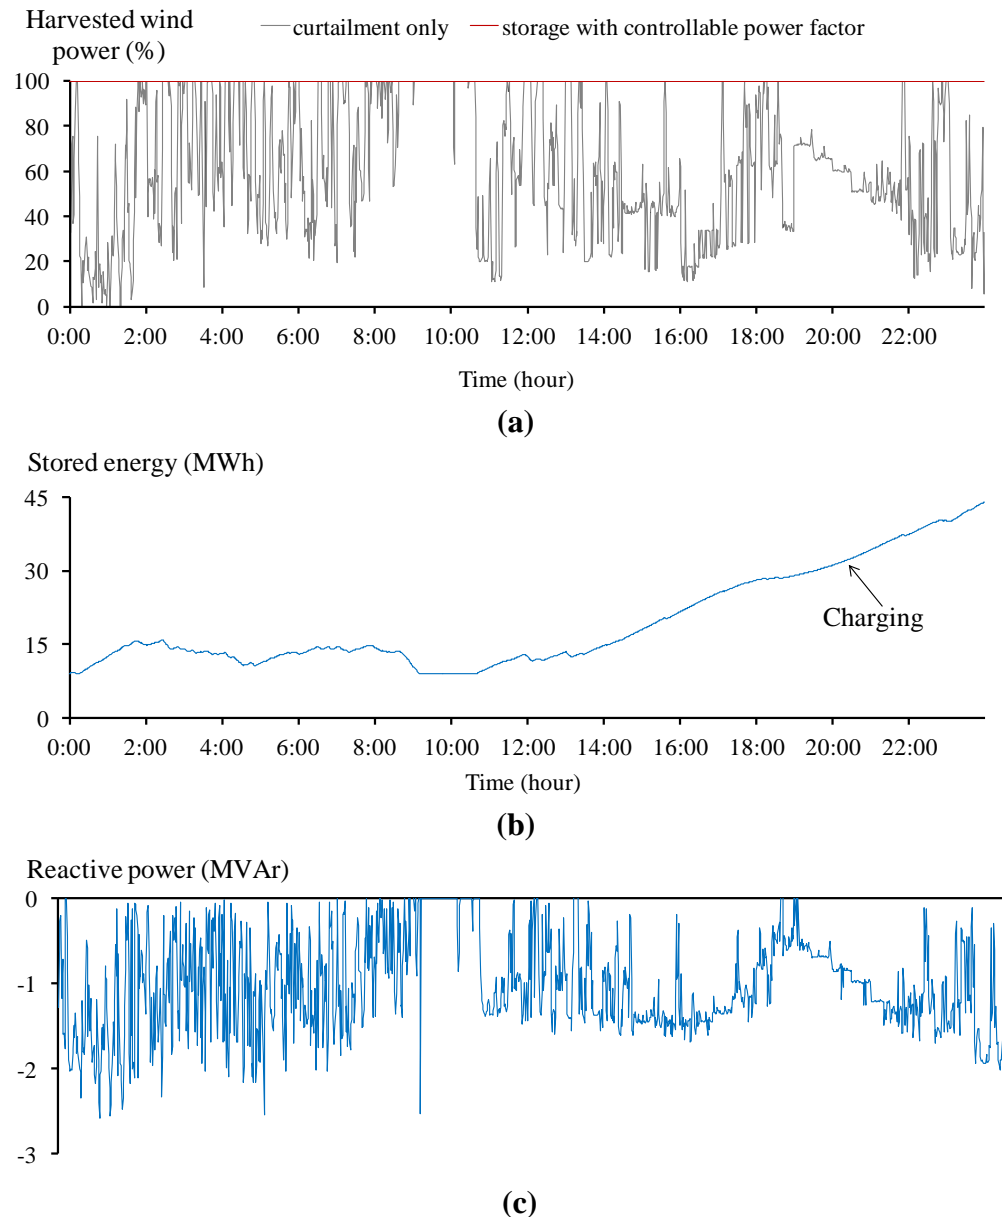 Harvested wind
power (%)
curtailment only
storage with controllable power factor
100
80
60
40
20
0
0:00 2:00 4:00 6:00 8:00 10:00 12:00 14:00 16:00 18:00 20:00 22:00
Time (hour)
(a)
Stored energy (MWh)
45
30
15
0
Charging
0:00 2:00 4:00 6:00 8:00 10:00 12:00 14:00 16:00 18:00 20:00 22:00
Time (hour)
(b)
Reactive power (MVAr)
0
-1
-2
-3
(c)